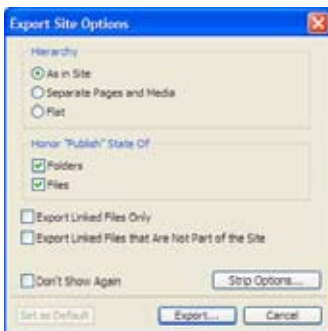 Export Site Options
Hierarchy
As in Site
Separate Pages and Media
Flat
Honor "Publish" State Of
Folders
Files
Export Linked Files Only
Export Linked Files that Are Not Part of the Site
Don't Show Again
Strip Options...
Set as Default
Export...
Cancel